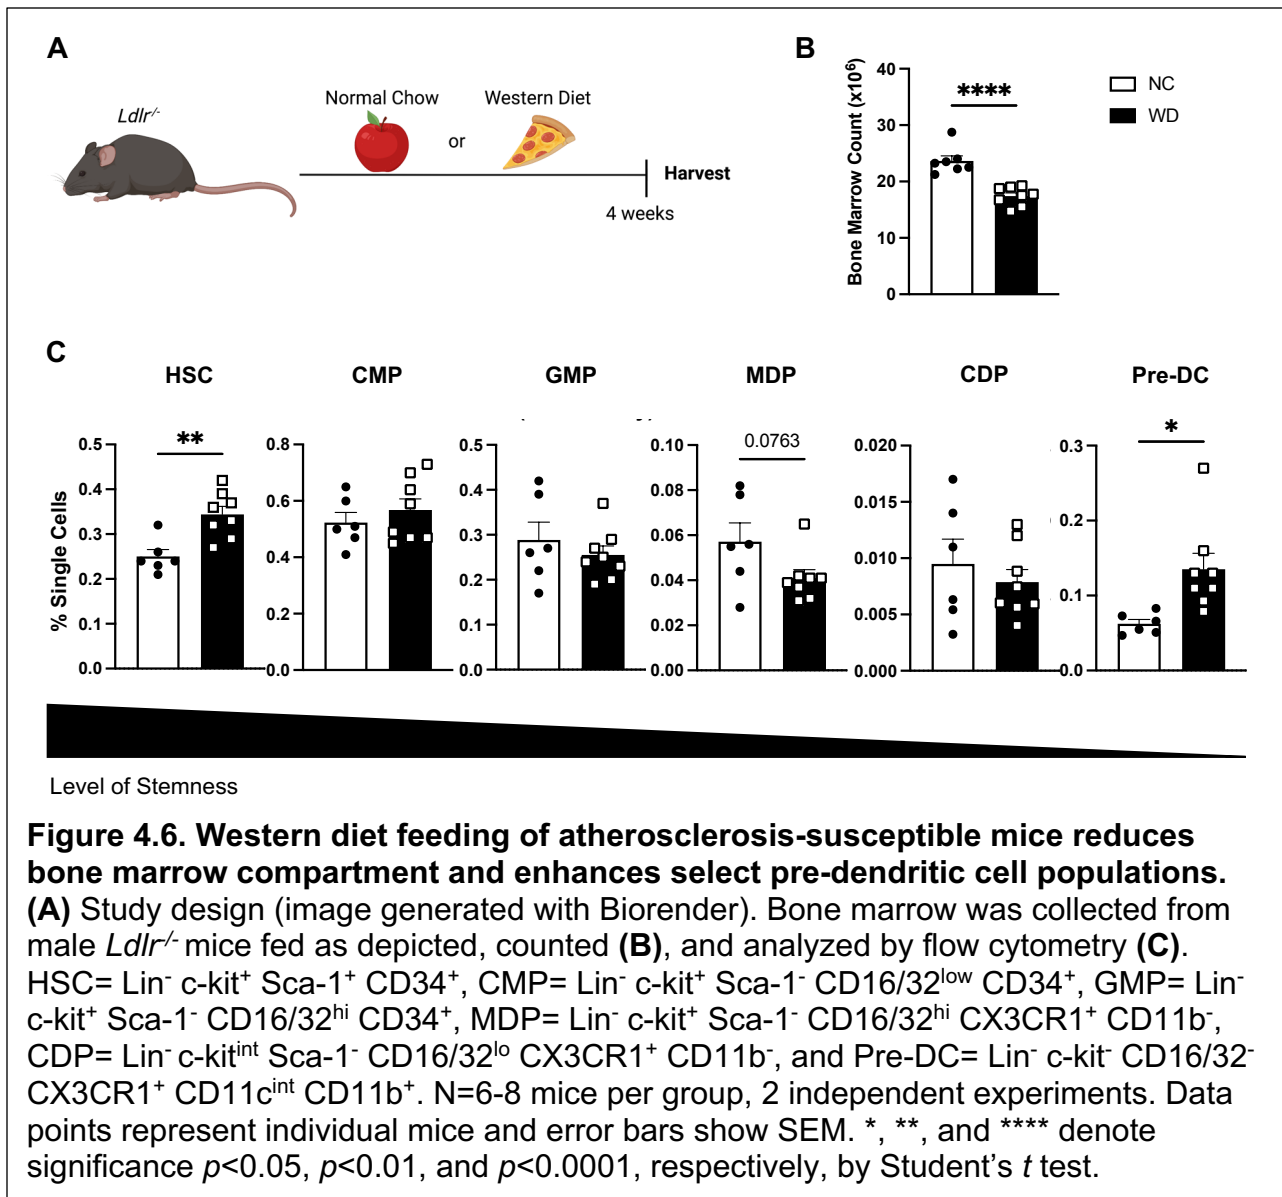 A
Ldlr-/-
Normal Chow
or
Western Diet
Harvest
4 weeks
B
Bone Marrow Count (x10⁶)
40
30
20
10
0
****
NC
WD
C
HSC
CMP
GMP
MDP
CDP
Pre-DC
% Single Cells
0.5
0.4
0.3
0.2
0.1
0.0
**
0.8
0.6
0.4
0.2
0.0
0.5
0.4
0.3
0.2
0.1
0.0
0.10
0.08
0.06
0.04
0.02
0.00
0.0763
0.020
0.015
0.010
0.005
0.000
0.3
0.2
0.1
0.0
*
Level of Stemness
Figure 4.6. Western diet feeding of atherosclerosis-susceptible mice reduces
bone marrow compartment and enhances select pre-dendritic cell populations.
(A) Study design (image generated with Biorender). Bone marrow was collected from
male Ldlr-/- mice fed as depicted, counted (B), and analyzed by flow cytometry (C).
HSC= Lin⁻ c-kit⁺ Sca-1⁺ CD34⁺, CMP= Lin⁻ c-kit⁺ Sca-1⁻ CD16/32ˡᵒʷ CD34⁺, GMP= Lin⁻
c-kit⁺ Sca-1⁻ CD16/32ʰⁱ CD34⁺, MDP= Lin⁻ c-kit⁺ Sca-1⁻ CD16/32ʰⁱ CX3CR1⁺ CD11b⁻,
CDP= Lin⁻ c-kitⁱⁿᵗ Sca-1⁻ CD16/32ˡᵒ CX3CR1⁺ CD11b⁻, and Pre-DC= Lin⁻ c-kit⁻ CD16/32⁻
CX3CR1⁺ CD11cⁱⁿᵗ CD11b⁺. N=6-8 mice per group, 2 independent experiments. Data
points represent individual mice and error bars show SEM. *, **, and **** denote
significance p<0.05, p<0.01, and p<0.0001, respectively, by Student’s t test.